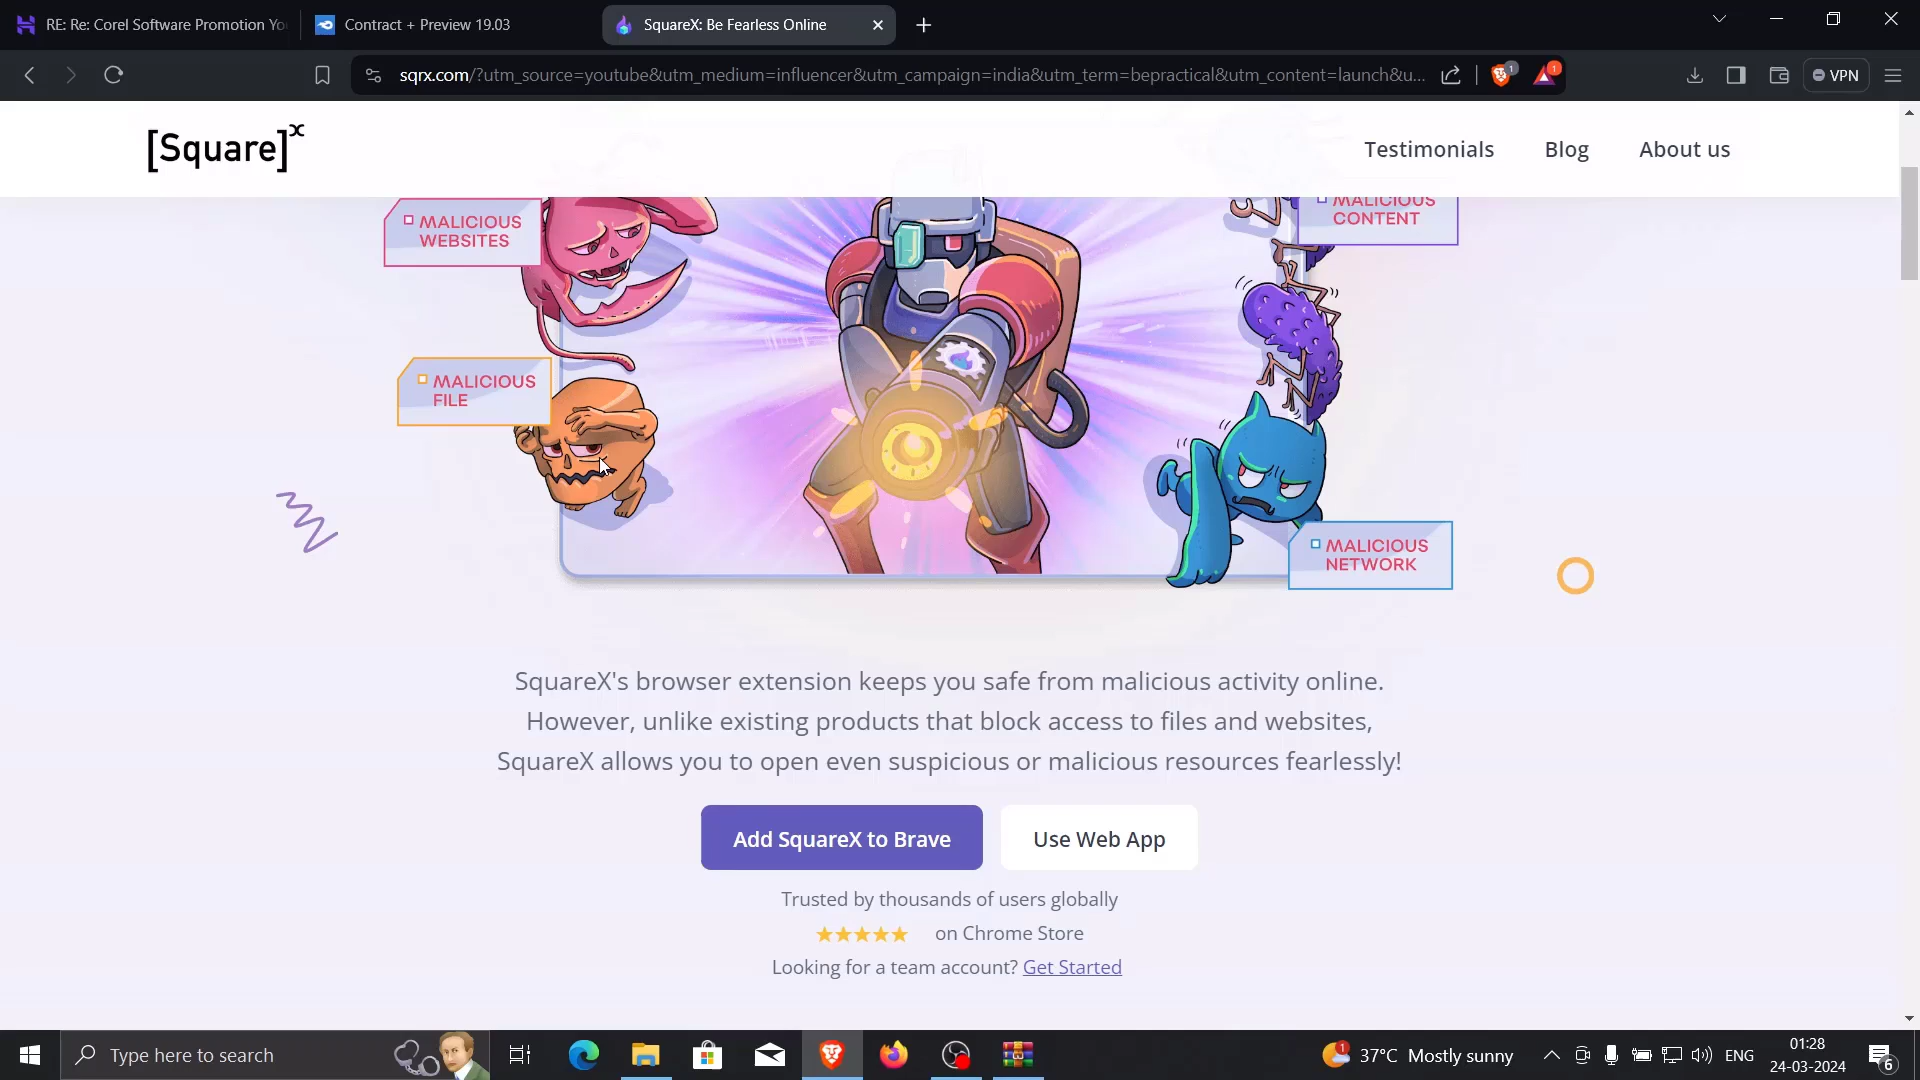 RE: Re: Corel Software Promotion Yo
Contract + Preview 19.03
SquareX: Be Fearless Online
sqrx.com/?utm_source=youtube&utm_medium=influencer&utm_campaign=india&utm_term=bepractical&utm_content=launch&u...
1
1
VPN
[Square]x
Testimonials
Blog
About us
MALICIOUS
WEBSITES
MALICIOUS
CONTENT
MALICIOUS
FILE
MALICIOUS
NETWORK
SquareX's browser extension keeps you safe from malicious activity online.
However, unlike existing products that block access to files and websites,
SquareX allows you to open even suspicious or malicious resources fearlessly!
Add SquareX to Brave
Use Web App
Trusted by thousands of users globally
on Chrome Store
Looking for a team account? Get Started
Type here to search
1
37°C Mostly sunny
ENG
01:28
24-03-2024
6